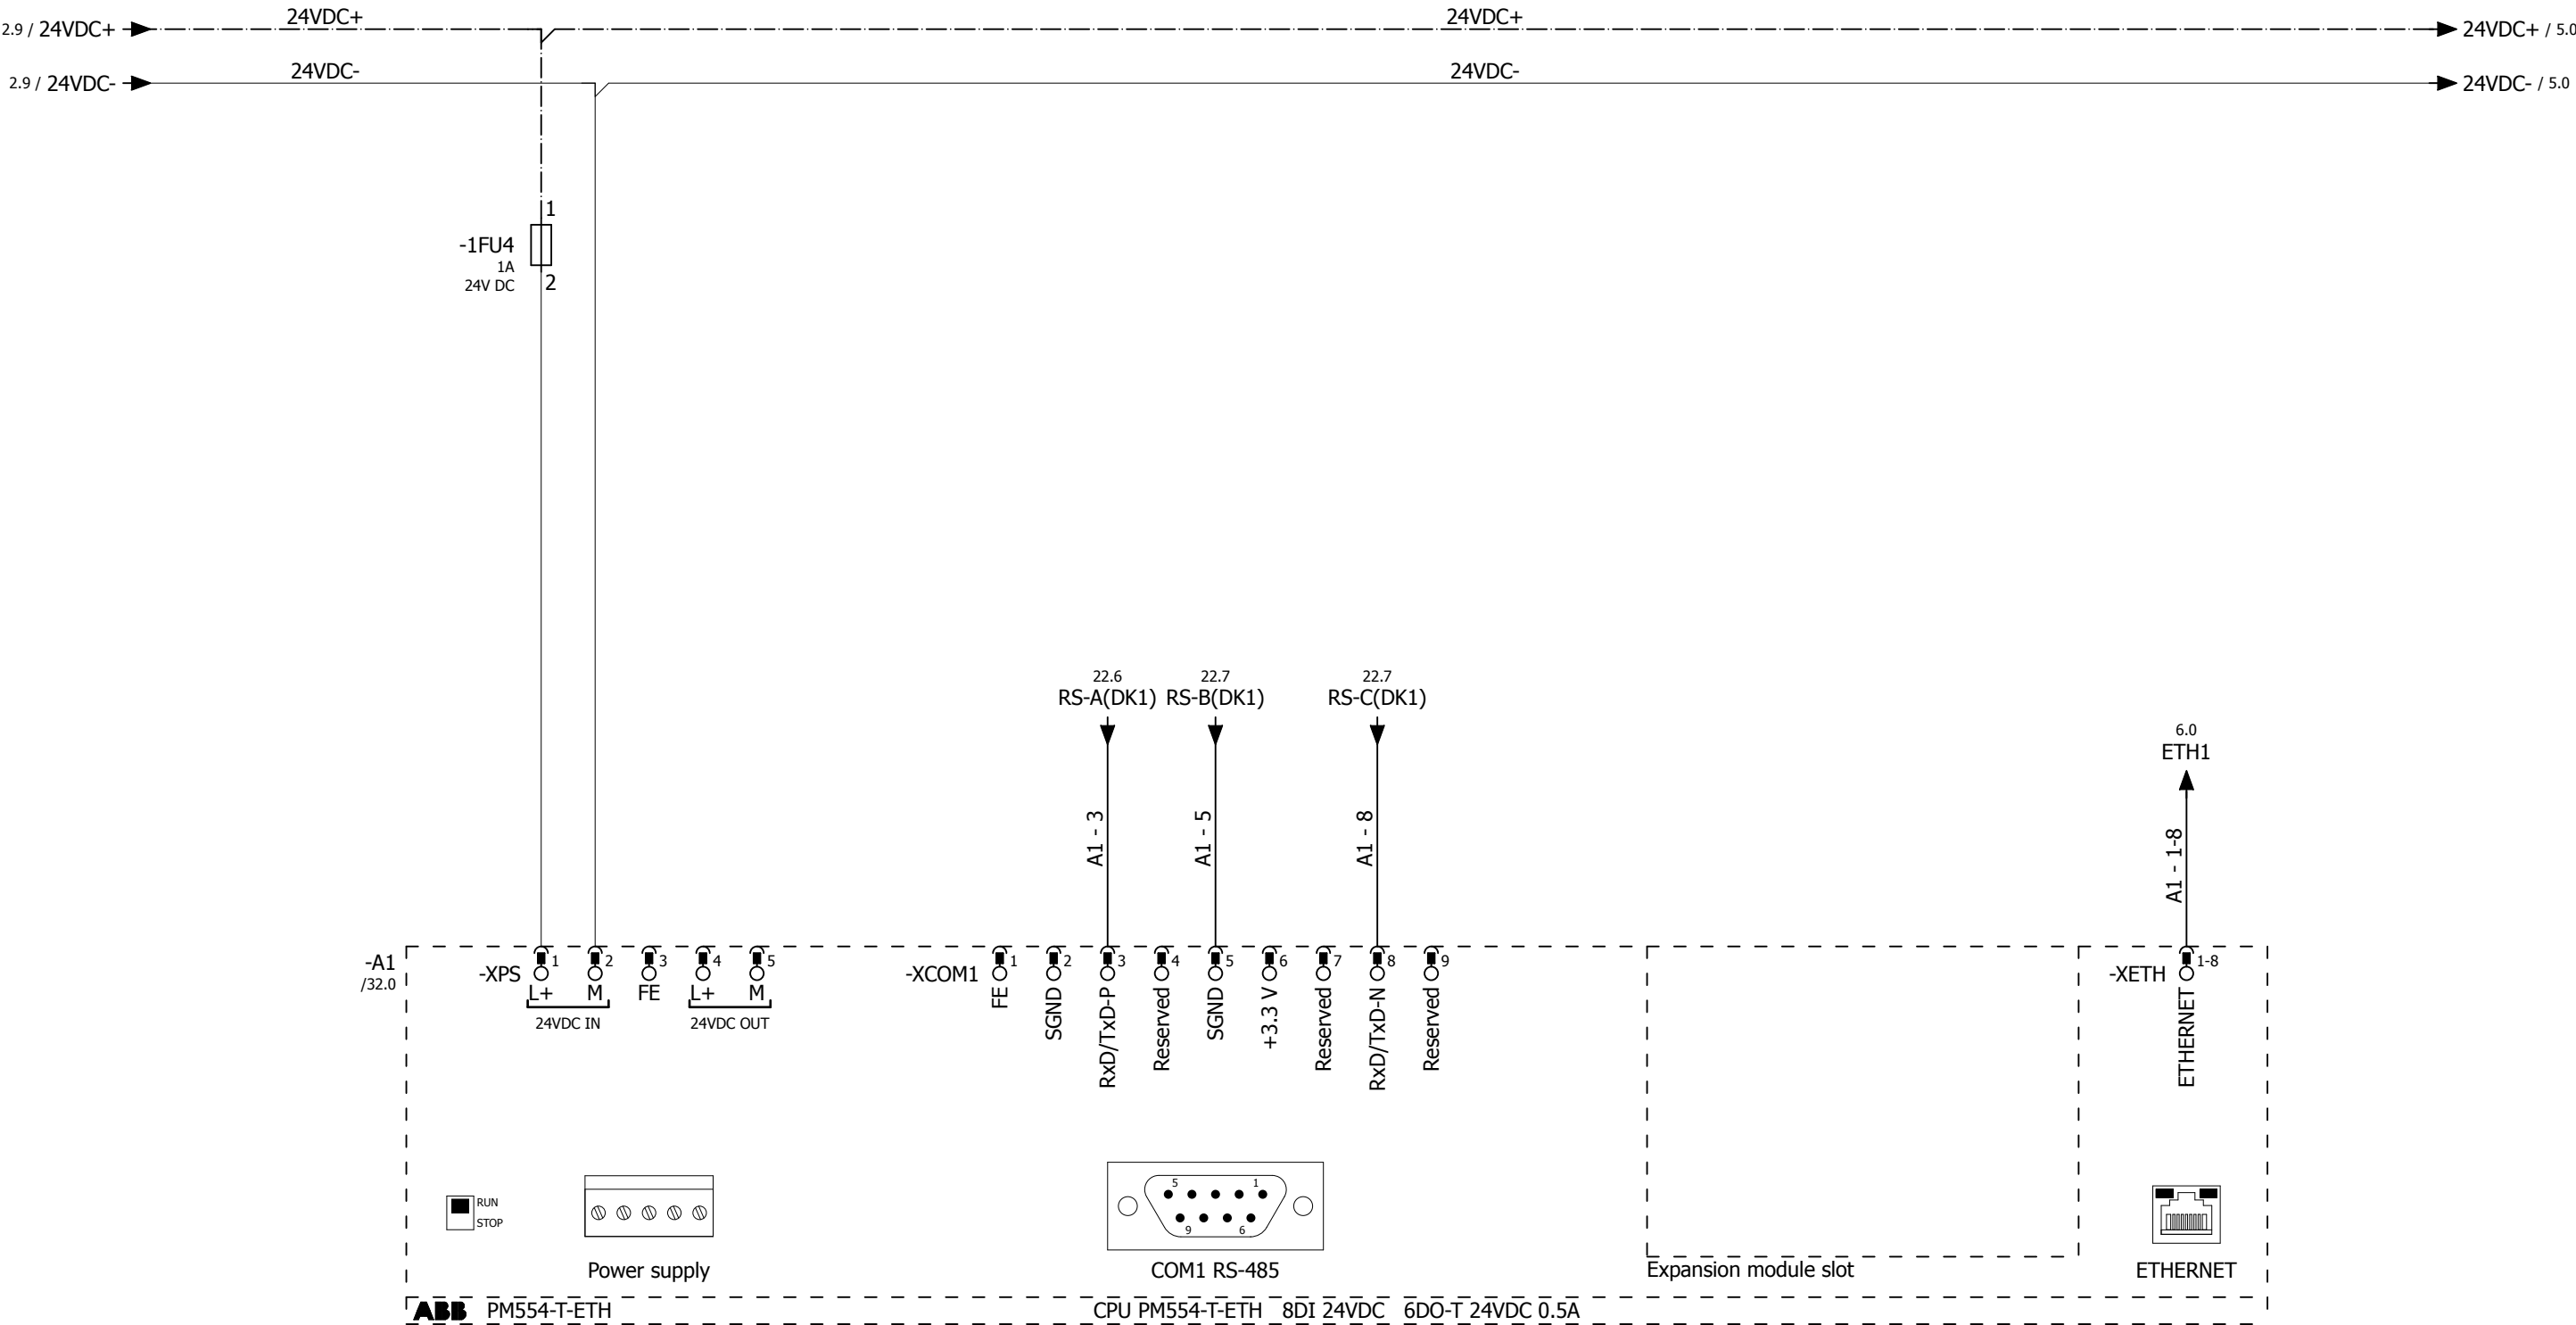 24VDC+ 24VDC+
2.9 / 24VDC+ 24VDC+ / 5.0
24VDC- 24VDC-
2.9 / 24VDC- 24VDC- / 5.0
1
-1FU4
1A
24V DC
2
22.6 22.7 22.7
RS-A(DK1) RS-B(DK1) RS-C(DK1)
6.0
ETH1
A1 - 3 A1 - 5 A1 - 8 A1 - 1-8
-A1
/32.0
-XPS 1 2 3 4 5
L+ M FE L+ M
24VDC IN 24VDC OUT
-XCOM1 1 2 3 4 5 6 7 8 9
FE
SGND
RxD/TxD-P
Reserved
SGND
+3.3 V
Reserved
RxD/TxD-N
Reserved
-XETH 1-8
ETHERNET
RUN
STOP
5 1
9 6
Power supply COM1 RS-485 Expansion module slot ETHERNET
ABB PM554-T-ETH CPU PM554-T-ETH 8DI 24VDC 6DO-T 24VDC 0.5A